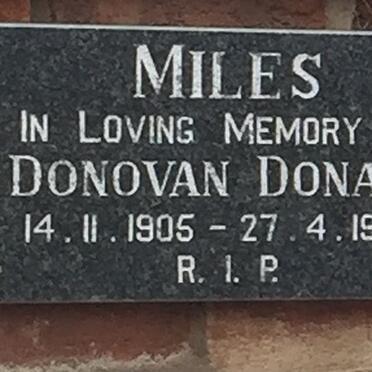 MILES
IN LOVING MEMORY
DONOVAN DONA
14.11.1905 - 27.4.19
R.I.P.